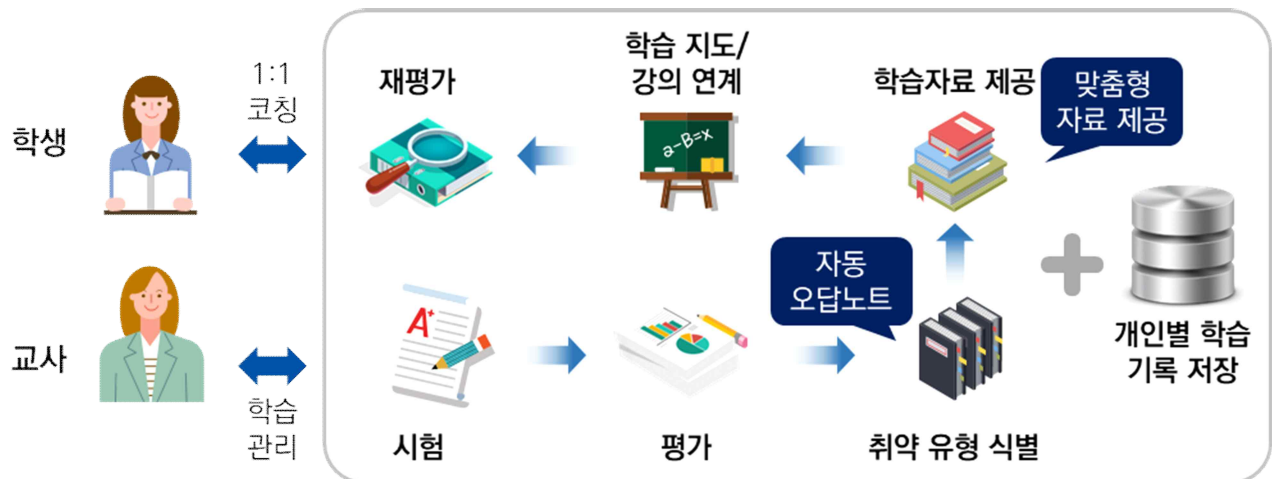 학생
1:1
코칭
재평가
학습 지도/
강의 연계
a-B=x
학습자료 제공
맞춤형
자료 제공
자동
오답노트
개인별 학습
기록 저장
교사
학습
관리
A+
시험
평가
취약 유형 식별